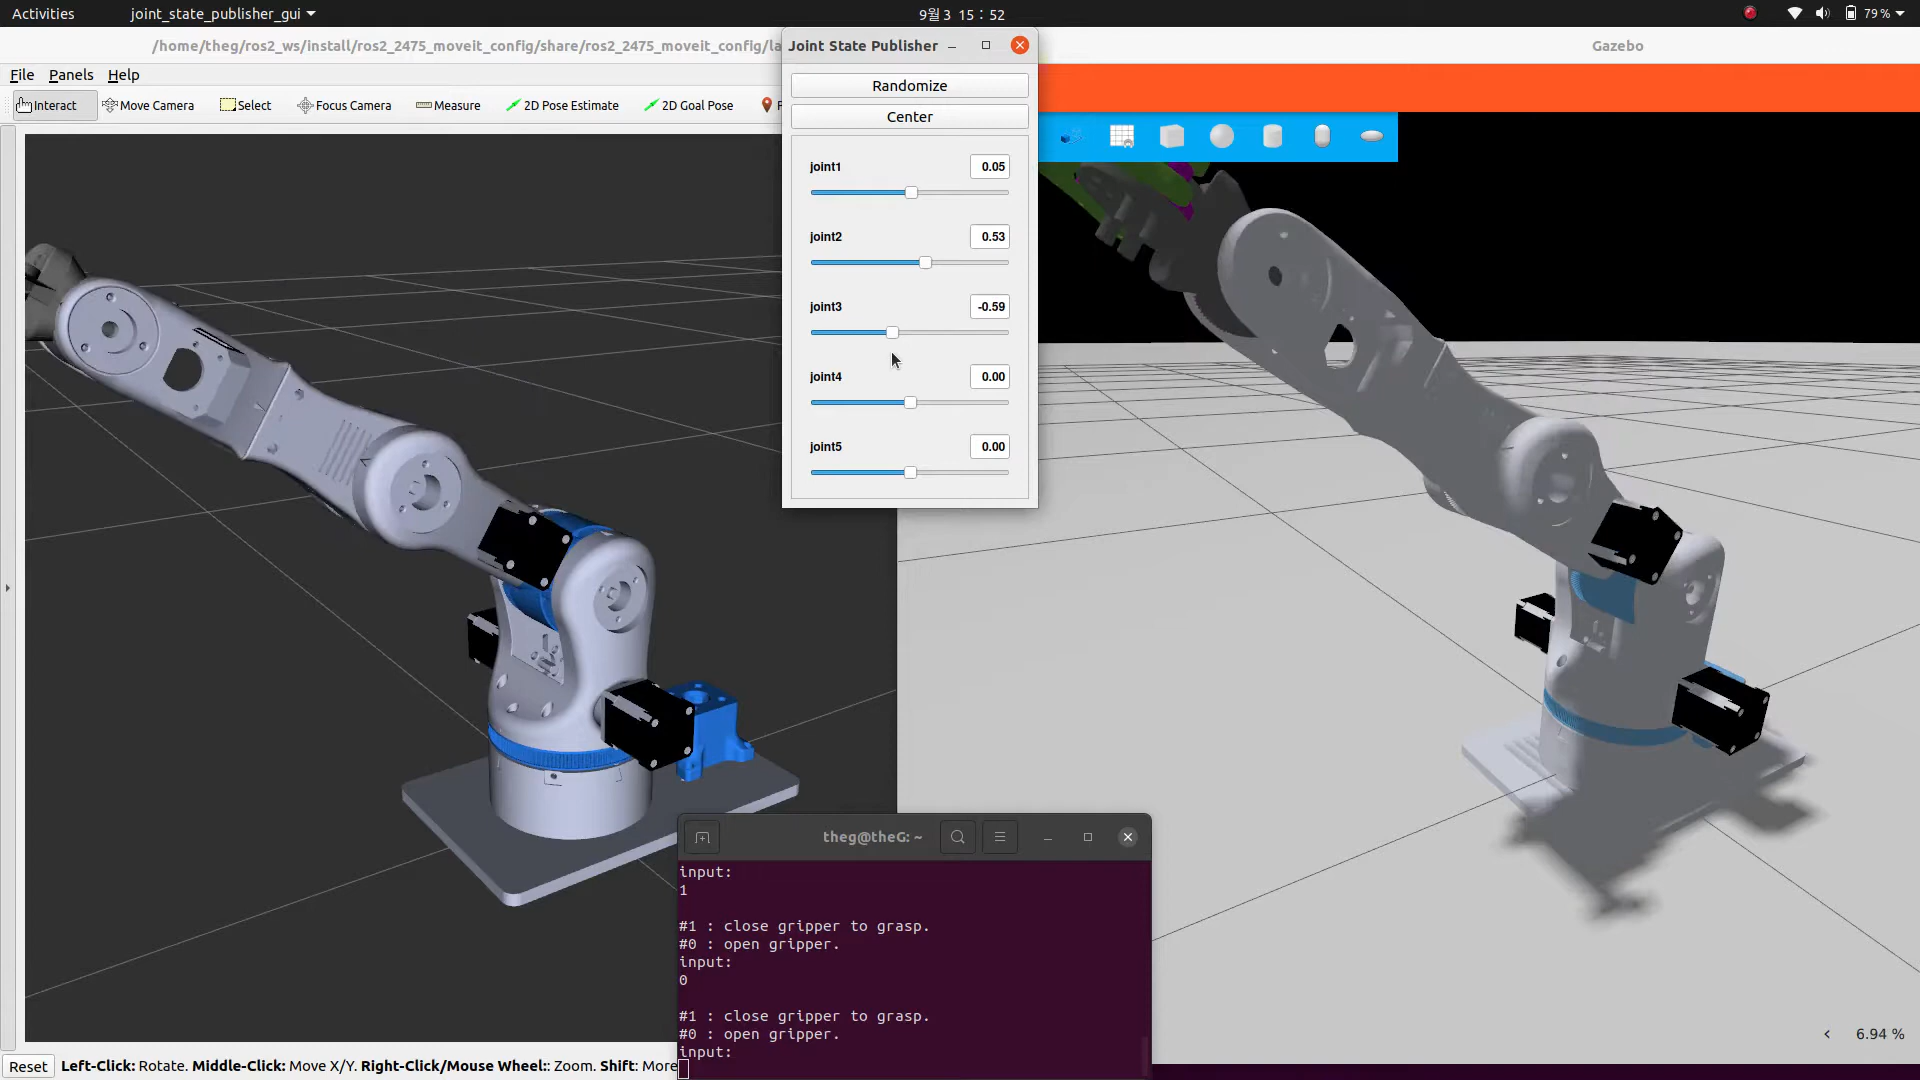 Activities
joint_state_publisher_gui
9월 3 15 : 52
79 %
/home/theg/ros2_ws/install/ros2_2475_moveit_config/share/ros2_2475_moveit_config/la
Joint State Publisher
Gazebo
File Panels Help
Interact Move Camera Select Focus Camera Measure 2D Pose Estimate 2D Goal Pose
Randomize
Center
joint1 0.05
joint2 0.53
joint3 -0.59
joint4 0.00
joint5 0.00
theg@theG: ~
input:
1
#1 : close gripper to grasp.
#0 : open gripper.
input:
0
#1 : close gripper to grasp.
#0 : open gripper.
input:
6.94 %
Reset Left-Click: Rotate. Middle-Click: Move X/Y. Right-Click/Mouse Wheel:: Zoom. Shift: More